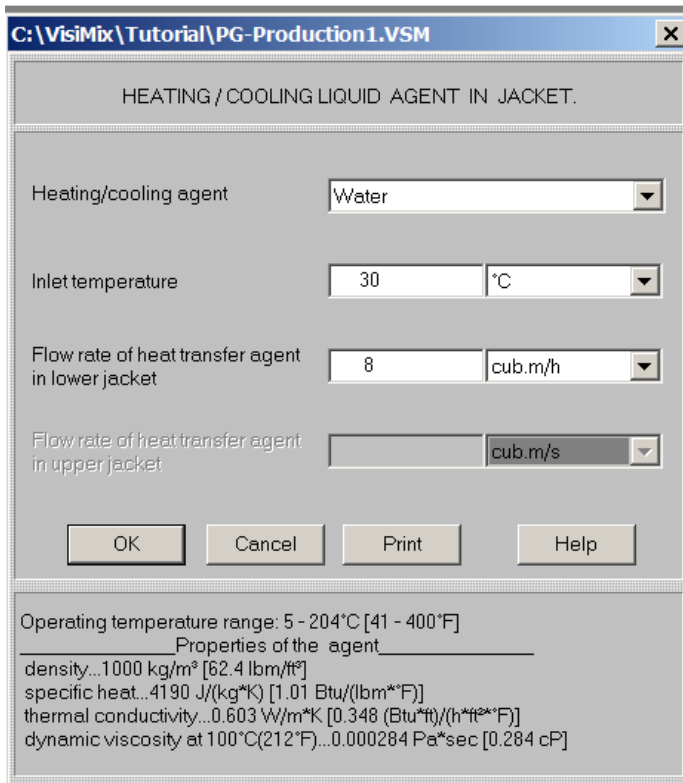 C:\VisiMix\Tutorial\PG-Production1.VSM
HEATING / COOLING LIQUID AGENT IN JACKET.
Heating/cooling agent
Water
Inlet temperature
30
°C
Flow rate of heat transfer agent
in lower jacket
8
cub.m/h
Flow rate of heat transfer agent
in upper jacket
cub.m/s
OK
Cancel
Print
Help
Operating temperature range: 5 - 204°C [41 - 400°F]
_____________Properties of the agent_____________
density...1000 kg/m³ [62.4 lbm/ft³]
specific heat...4190 J/(kg*K) [1.01 Btu/(lbm*°F)]
thermal conductivity...0.603 W/m*K [0.348 (Btu*ft)/(h*ft²*°F)]
dynamic viscosity at 100°C(212°F)...0.000284 Pa*sec [0.284 cP]